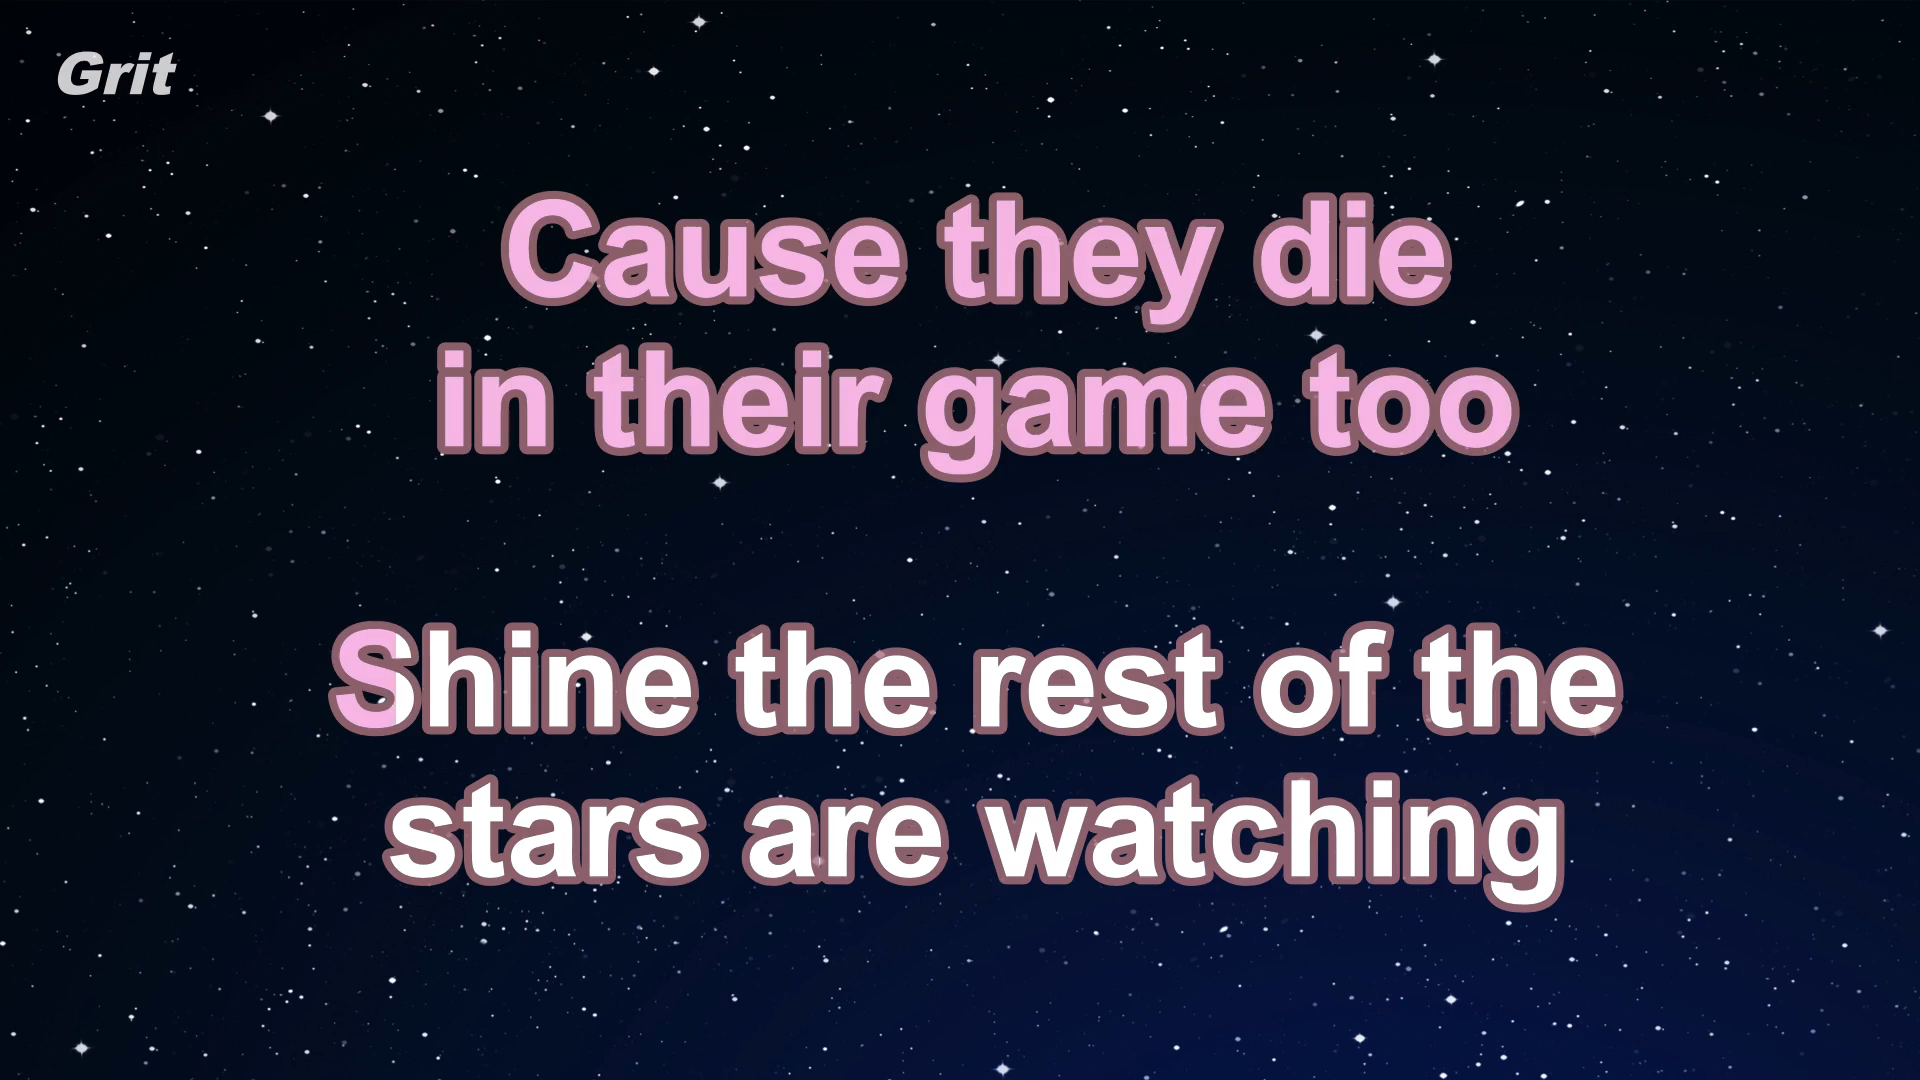 Grit
Cause they die
in their game too
Shine the rest of the
stars are watching